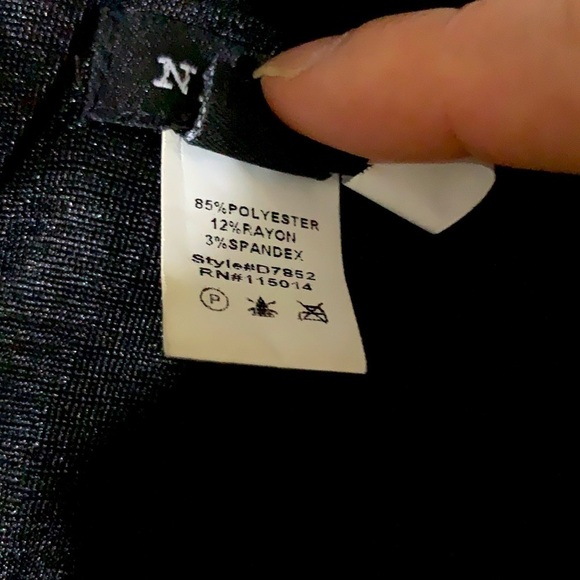 N
85%POLYESTER
12%RAYON
3%SPANDEX
Style#D7852
RN#115014
P